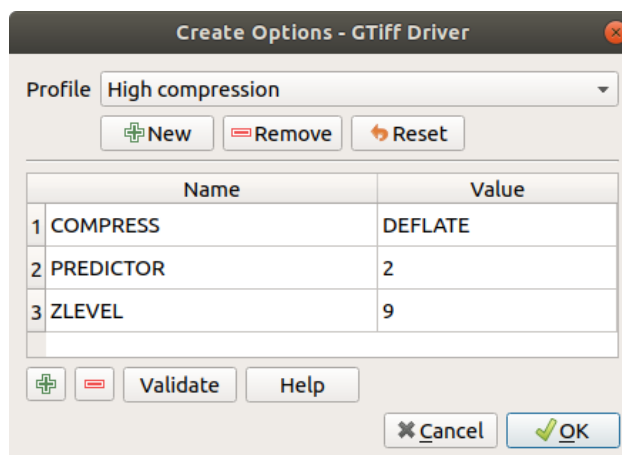 Create Options - GTiff Driver
Profile High compression
New Remove Reset
Name Value
1 COMPRESS DEFLATE
2 PREDICTOR 2
3 ZLEVEL 9
Validate Help
Cancel OK